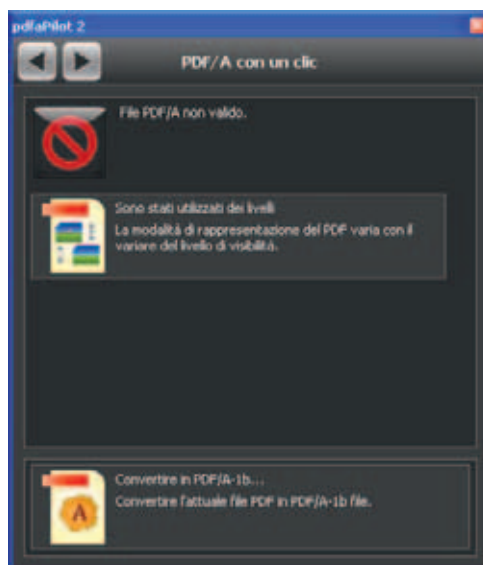 pdfaPilot 2
PDF/A con un clic
File PDF/A non valido.
Sono stati utilizzati dei livelli
La modalità di rappresentazione del PDF varia con il
variare del livello di visibilità.
Convertire in PDF/A-1b...
Convertire l'attuale file PDF in PDF/A-1b file.
A